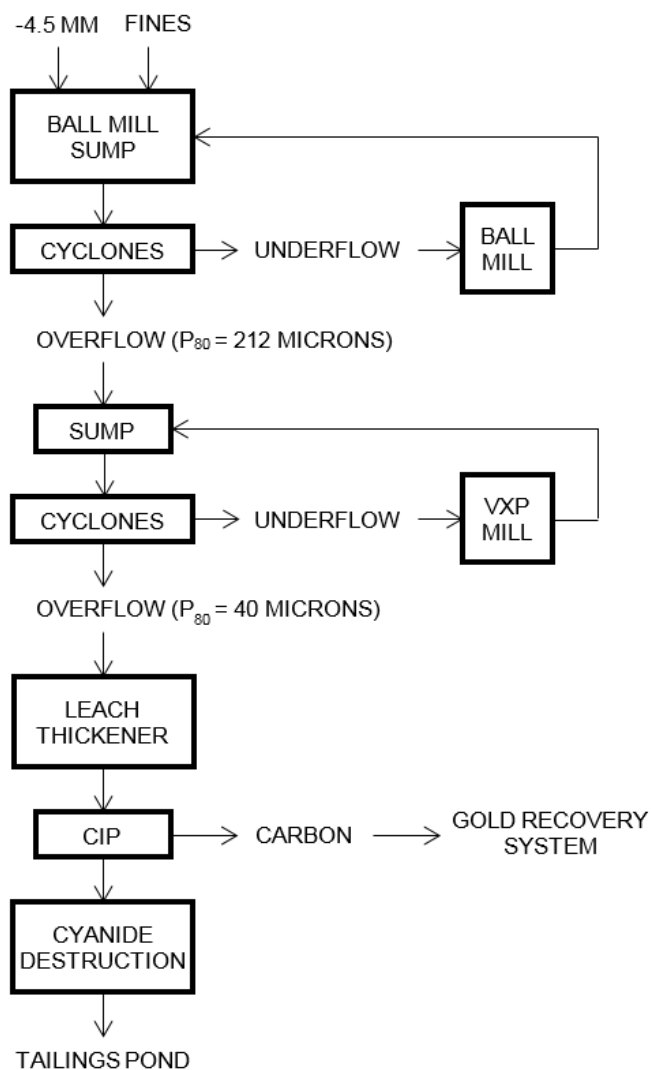 -4.5 MM FINES
BALL MILL
SUMP
CYCLONES UNDERFLOW BALL
MILL
OVERFLOW (P80 = 212 MICRONS)
SUMP
CYCLONES UNDERFLOW VXP
MILL
OVERFLOW (P80 = 40 MICRONS)
LEACH
THICKENER
CIP CARBON GOLD RECOVERY
SYSTEM
CYANIDE
DESTRUCTION
TAILINGS POND